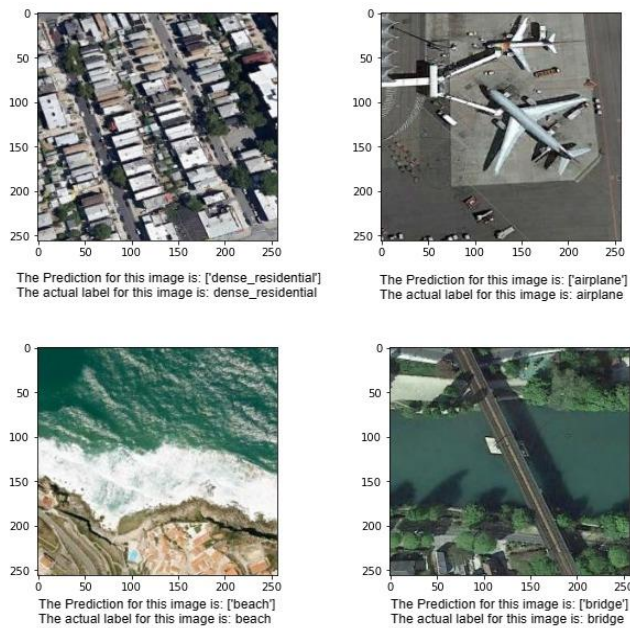 0
50
100
150
200
250
0 50 100 150 200 250
The Prediction for this image is: ['dense_residential']
The actual label for this image is: dense_residential
0
50
100
150
200
250
0 50 100 150 200 250
The Prediction for this image is: ['airplane']
The actual label for this image is: airplane
0
50
100
150
200
250
0 50 100 150 200 250
The Prediction for this image is: ['beach']
The actual label for this image is: beach
0
50
100
150
200
250
0 50 100 150 200 250
The Prediction for this image is: ['bridge']
The actual label for this image is: bridge